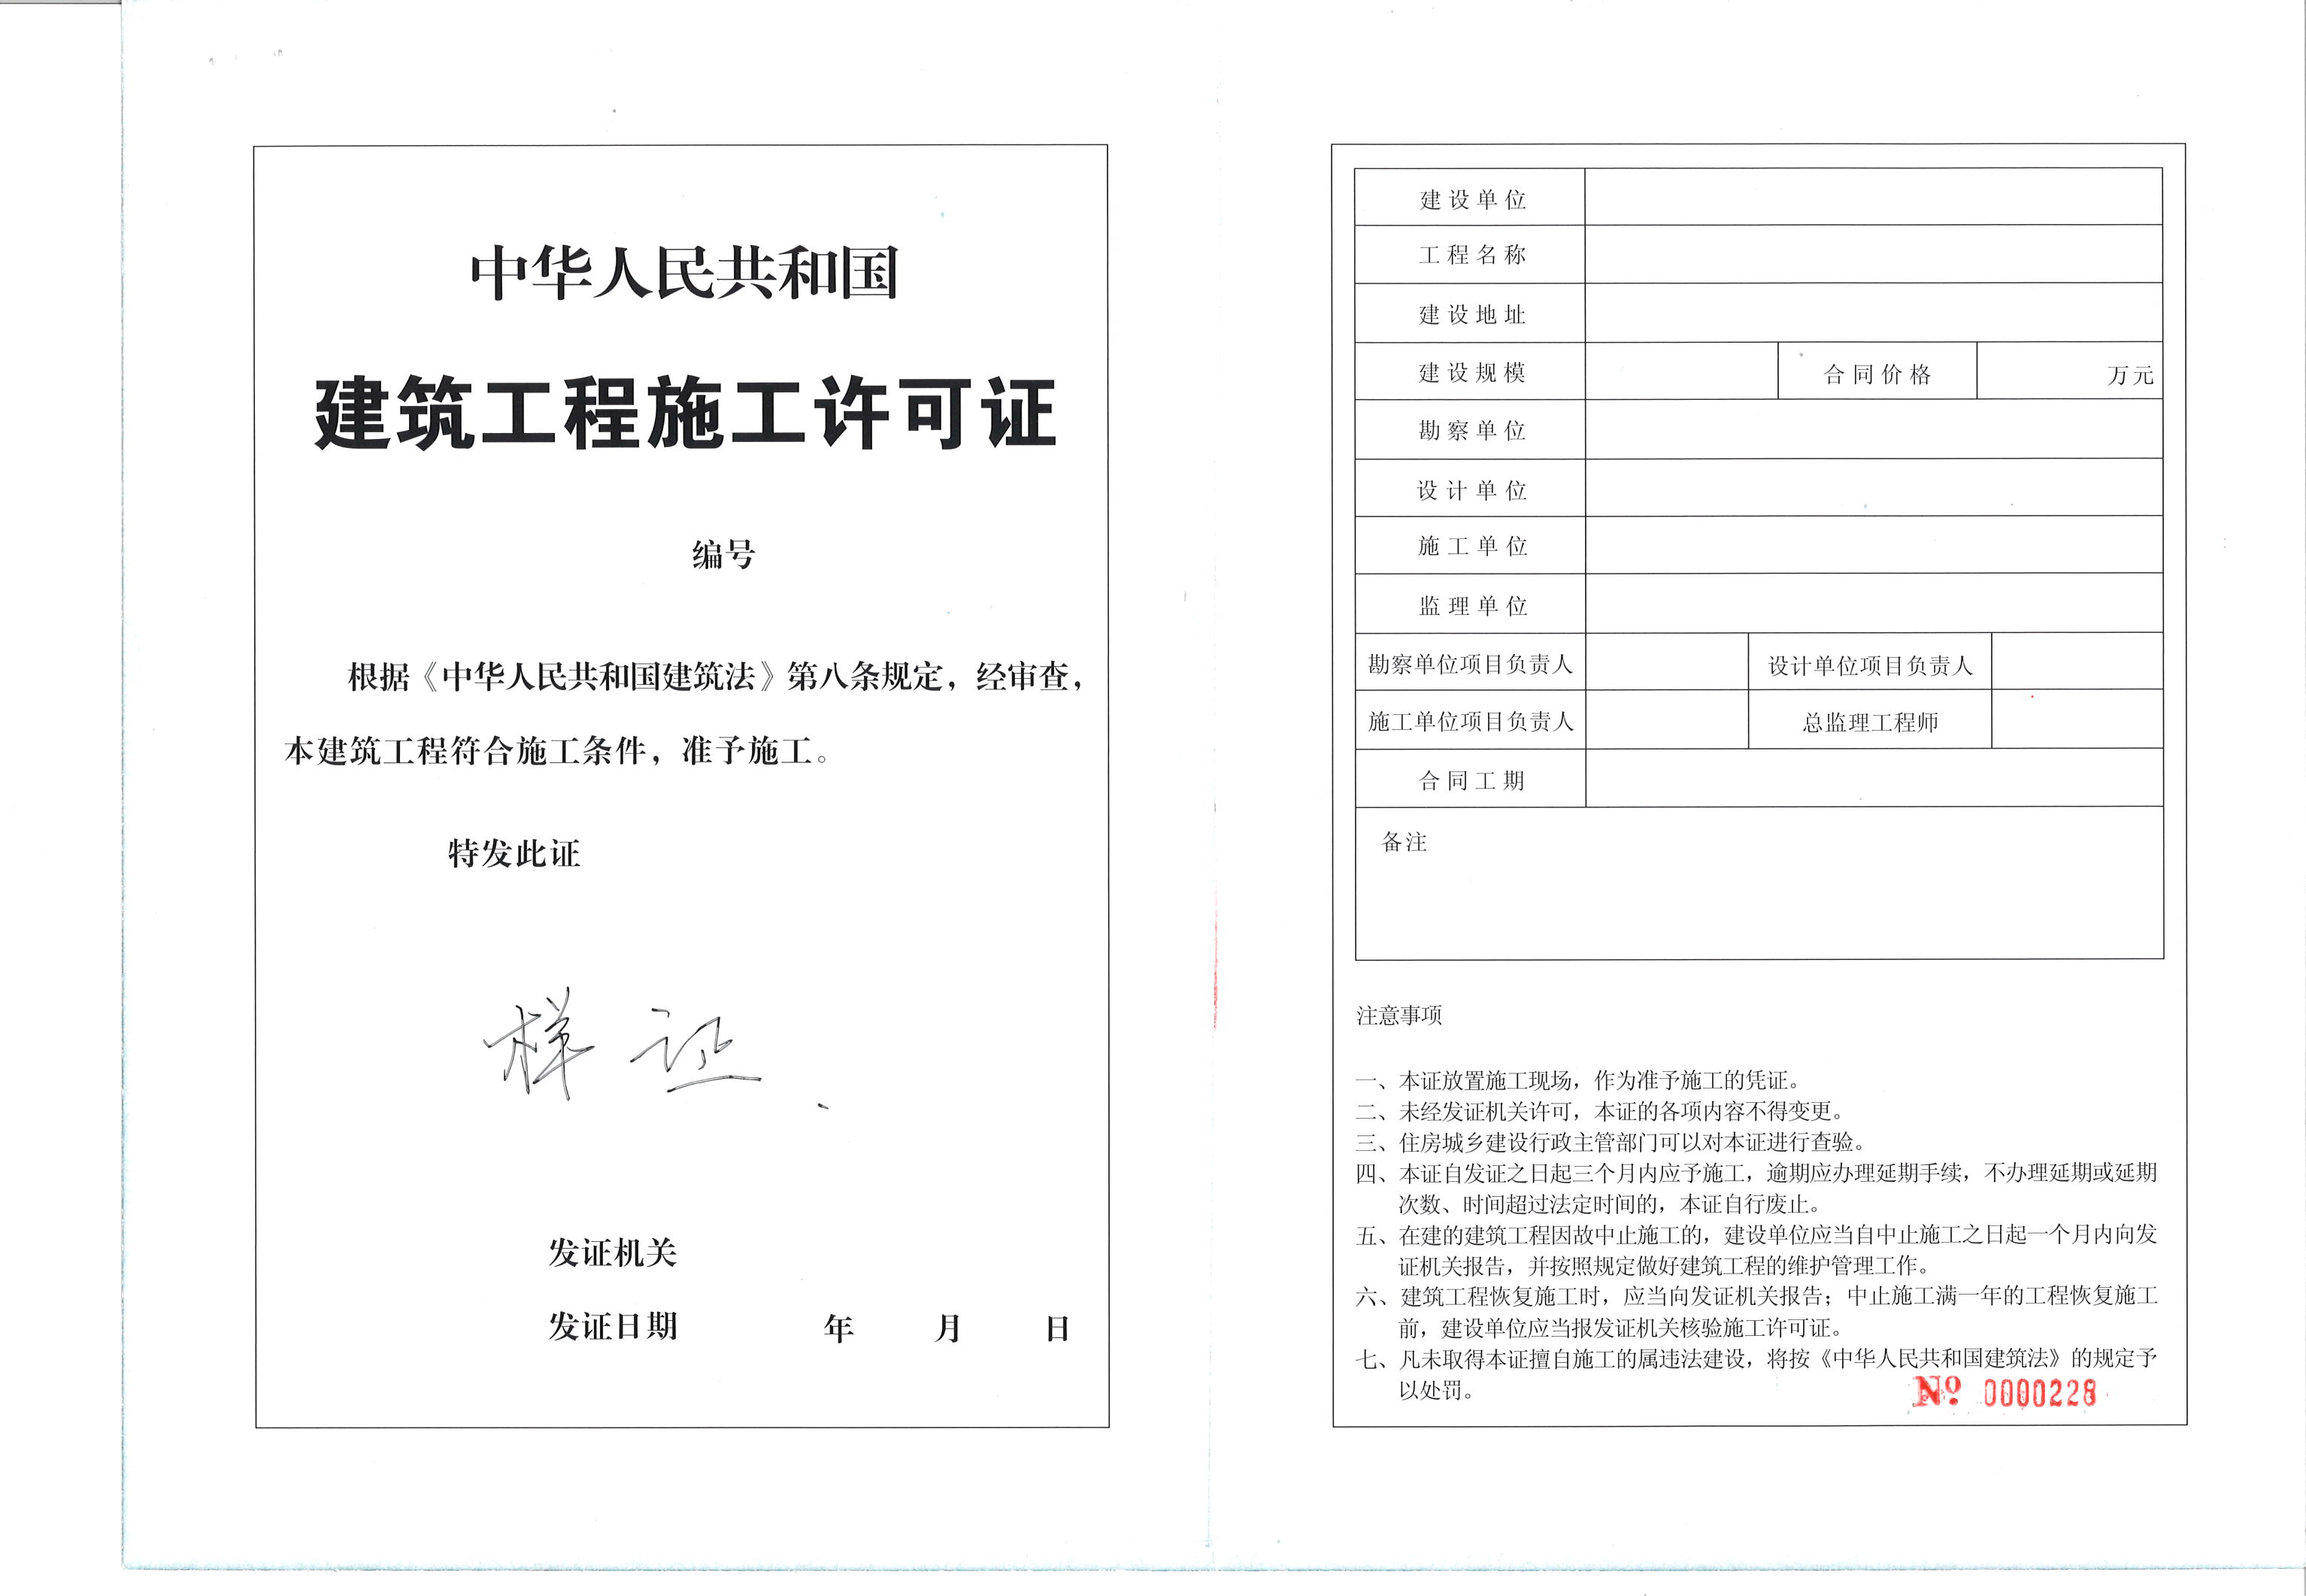 中华人民共和国
建筑工程施工许可证
编号
根据《中华人民共和国建筑法》第八条规定，经审查，
本建筑工程符合施工条件，准予施工。
特发此证
样证
发证机关
发证日期 年 月 日
建设单位
工程名称
建设地址
建设规模 合同价格 万元
勘察单位
设计单位
施工单位
监理单位
勘察单位项目负责人 设计单位项目负责人
施工单位项目负责人 总监理工程师
合同工期
备注
注意事项
一、本证放置施工现场，作为准予施工的凭证。
二、未经发证机关许可，本证的各项内容不得变更。
三、住房城乡建设行政主管部门可以对本证进行查验。
四、本证自发证之日起三个月内应予施工，逾期应办理延期手续，不办理延期或延期
次数、时间超过法定时间的，本证自行废止。
五、在建的建筑工程因故中止施工的，建设单位应当自中止施工之日起一个月内向发
证机关报告，并按照规定做好建筑工程的维护管理工作。
六、建筑工程恢复施工时，应当向发证机关报告；中止施工满一年的工程恢复施工
前，建设单位应当报发证机关核验施工许可证。
七、凡未取得本证擅自施工的属违法建设，将按《中华人民共和国建筑法》的规定予
以处罚。
№ 0000228